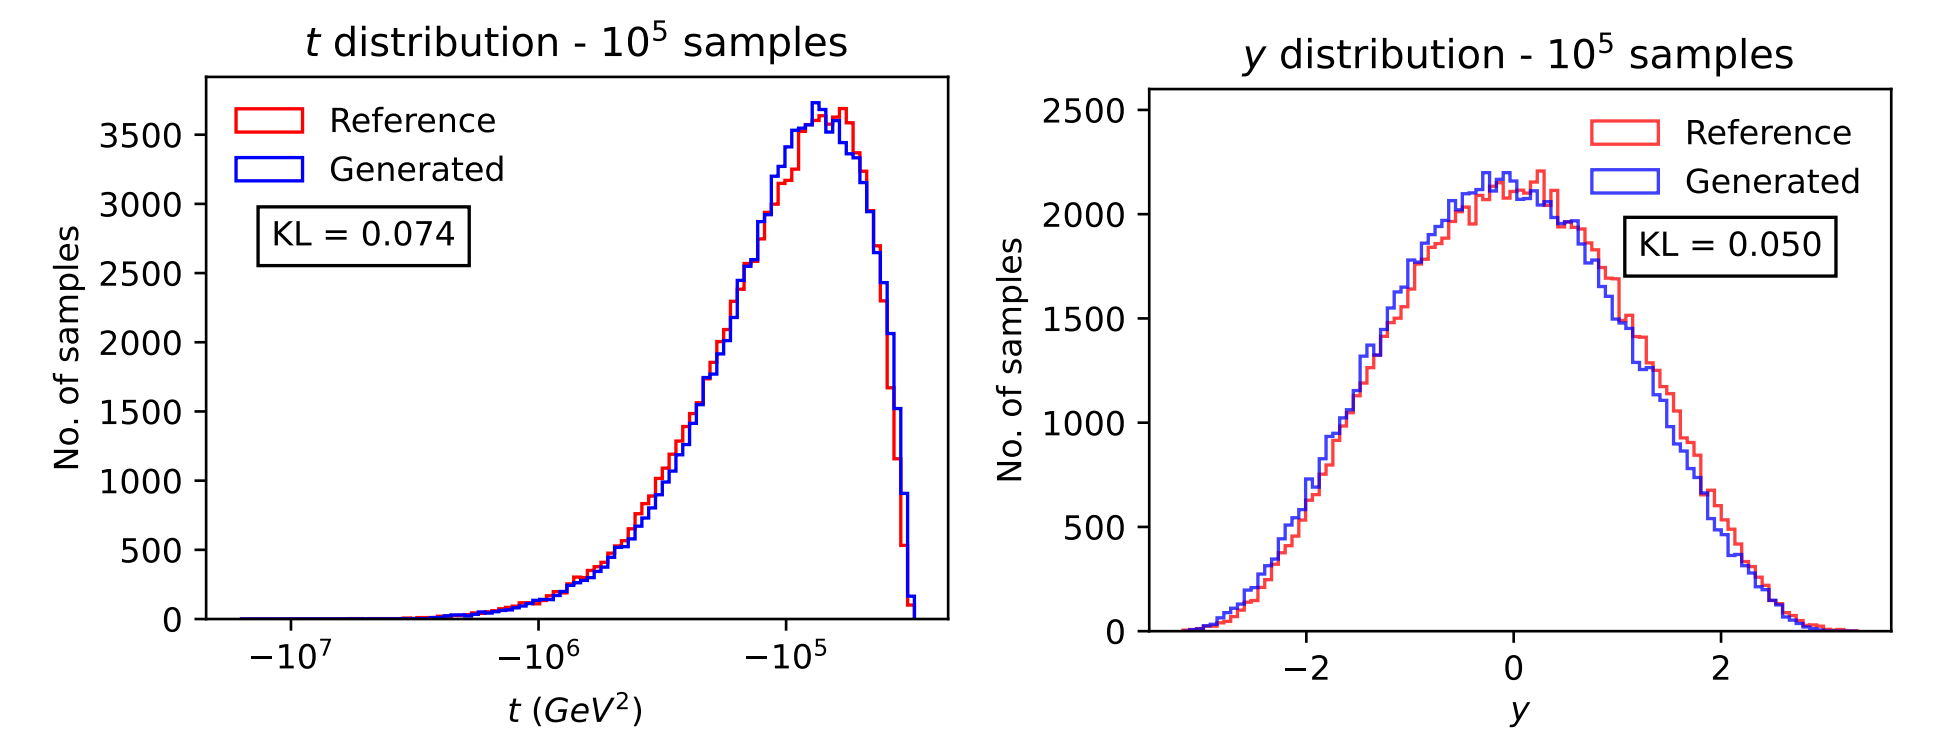 t distribution - 10⁵ samples
Reference
Generated
KL = 0.074
No. of samples
3500
3000
2500
2000
1500
1000
500
0
−10⁷
−10⁶
−10⁵
t (GeV²)
y distribution - 10⁵ samples
Reference
Generated
KL = 0.050
No. of samples
2500
2000
1500
1000
500
0
−2
0
2
y